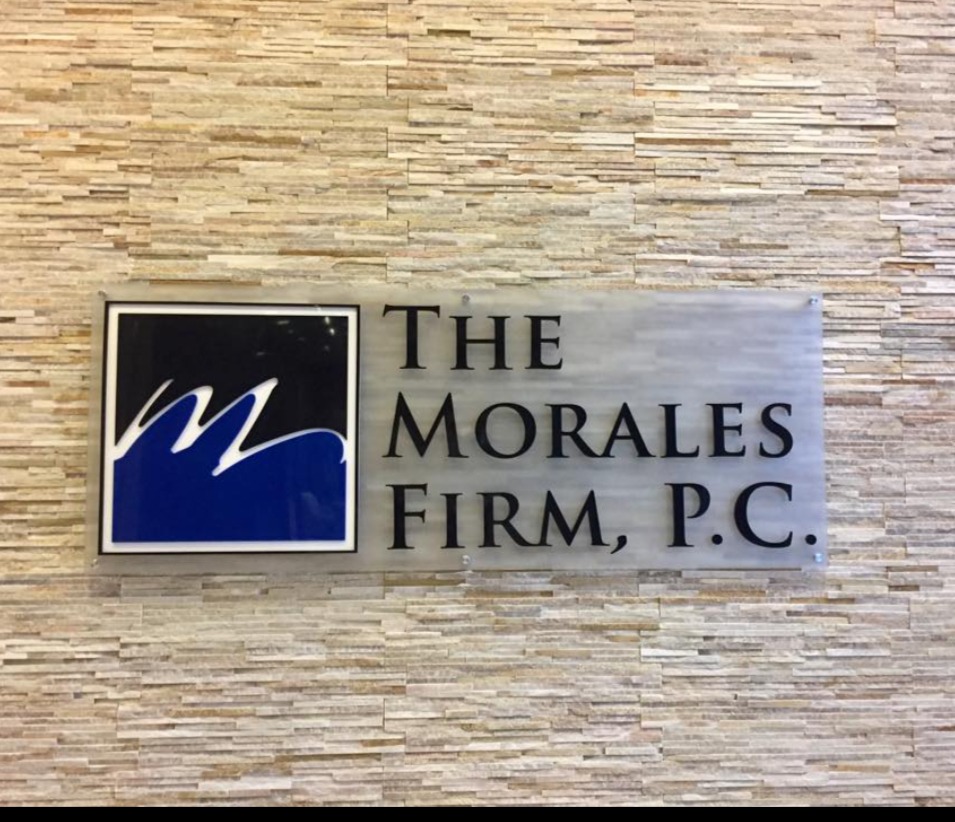 THE
MORALES
FIRM, P.C.